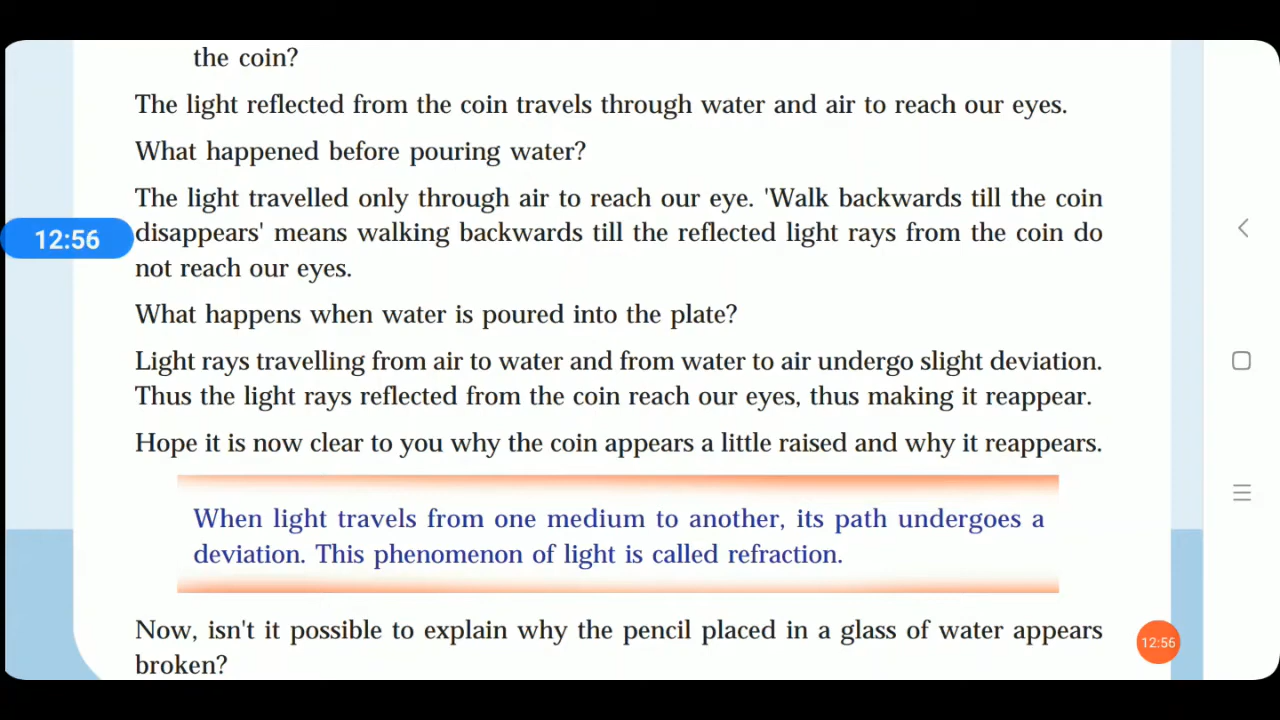 the coin?
The light reflected from the coin travels through water and air to reach our eyes.
What happened before pouring water?
The light travelled only through air to reach our eye. 'Walk backwards till the coin
12:56
disappears' means walking backwards till the reflected light rays from the coin do
not reach our eyes.
What happens when water is poured into the plate?
Light rays travelling from air to water and from water to air undergo slight deviation.
Thus the light rays reflected from the coin reach our eyes, thus making it reappear.
Hope it is now clear to you why the coin appears a little raised and why it reappears.
When light travels from one medium to another, its path undergoes a
deviation. This phenomenon of light is called refraction.
Now, isn't it possible to explain why the pencil placed in a glass of water appears
12:56
broken?